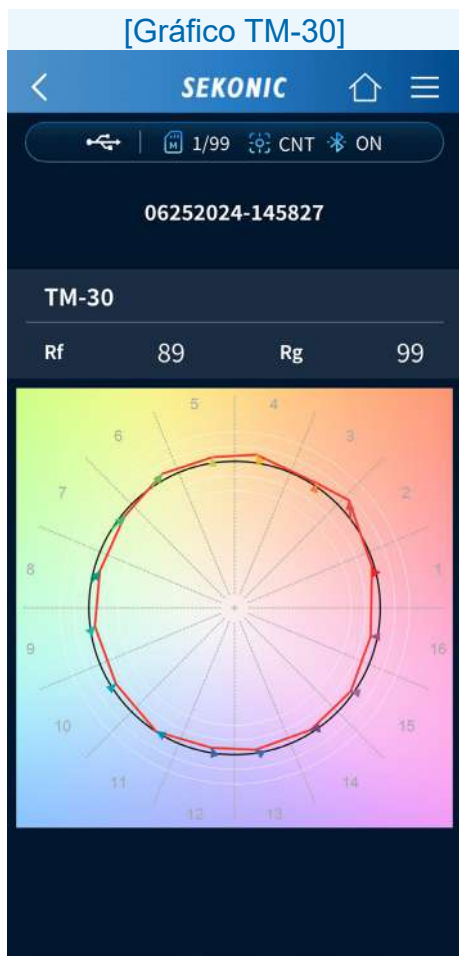 [Gráfico TM-30]
SEKONIC
M 1/99 CNT ON
06252024-145827
TM-30
Rf 89 Rg 99
5 4
6 3
7 2
8 1
9 16
10 15
11 14
12 13